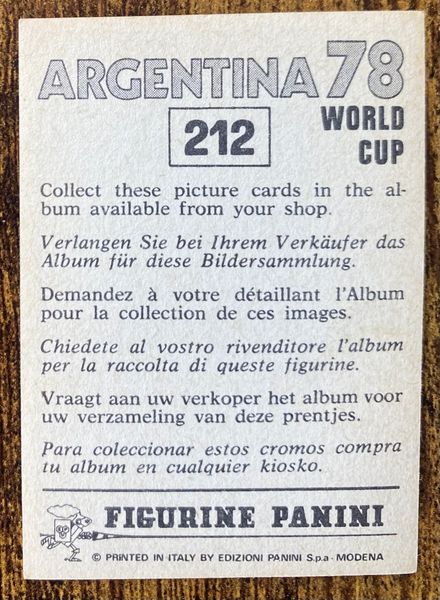 ARGENTINA 78
WORLD
212
CUP
Collect these picture cards in the al-
bum available from your shop.
Verlangen Sie bei Ihrem Verkäufer das
Album für diese Bildersammlung.
Demandez à votre détaillant l'Album
pour la collection de ces images.
Chiedete al vostro rivenditore l'album
per la raccolta di queste figurine.
Vraagt aan uw verkoper het album voor
uw verzameling van deze prentjes.
Para coleccionar estos cromos compra
tu album en cualquier kiosko.
FIGURINE PANINI
© PRINTED IN ITALY BY EDIZIONI PANINI S.p.a - MODENA